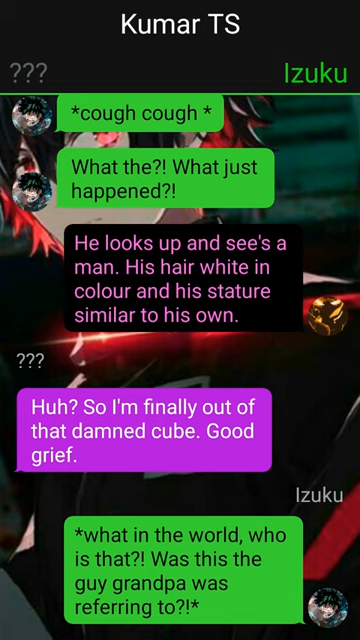 Kumar TS
??? Izuku
*cough cough *
What the?! What just
happened?!
He looks up and see's a
man. His hair white in
colour and his stature
similar to his own.
???
Huh? So I'm finally out of
that damned cube. Good
grief.
Izuku
*what in the world, who
is that?! Was this the
guy grandpa was
referring to?!*